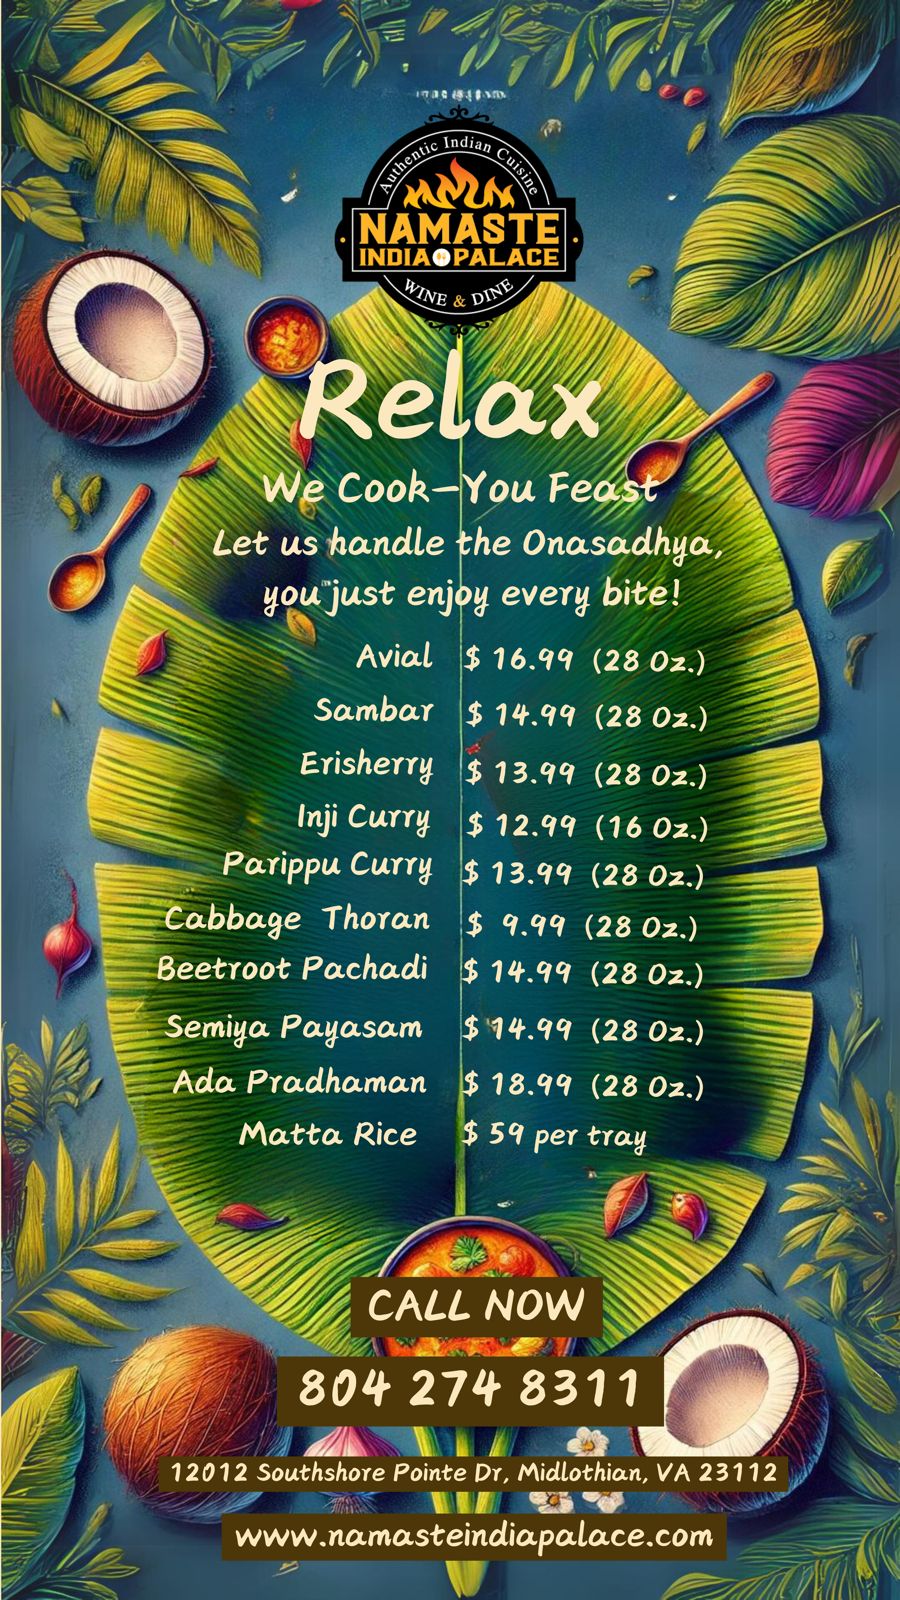 Authentic Indian Cuisine
NAMASTE
INDIA PALACE
WINE & DINE
Relax
We Cook–You Feast
Let us handle the Onasadhya,
you just enjoy every bite!
Avial $ 16.99 (28 Oz.)
Sambar $ 14.99 (28 Oz.)
Erisherry $ 13.99 (28 Oz.)
Inji Curry $ 12.99 (16 Oz.)
Parippu Curry $ 13.99 (28 Oz.)
Cabbage Thoran $ 9.99 (28 Oz.)
Beetroot Pachadi $ 14.99 (28 Oz.)
Semiya Payasam $ 14.99 (28 Oz.)
Ada Pradhaman $ 18.99 (28 Oz.)
Matta Rice $ 59 per tray
CALL NOW
804 274 8311
12012 Southshore Pointe Dr, Midlothian, VA 23112
www.namasteindiapalace.com